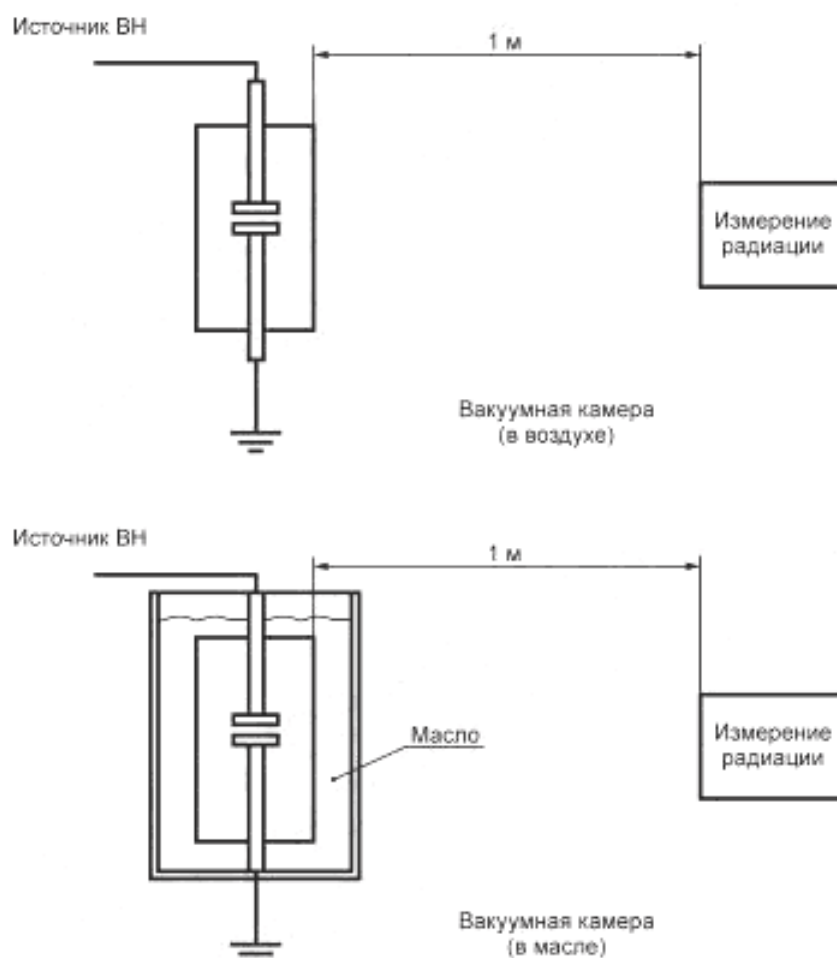 Источник ВН
1 м
Измерение
радиации
Вакуумная камера
(в воздухе)
Источник ВН
1 м
Масло
Измерение
радиации
Вакуумная камера
(в масле)